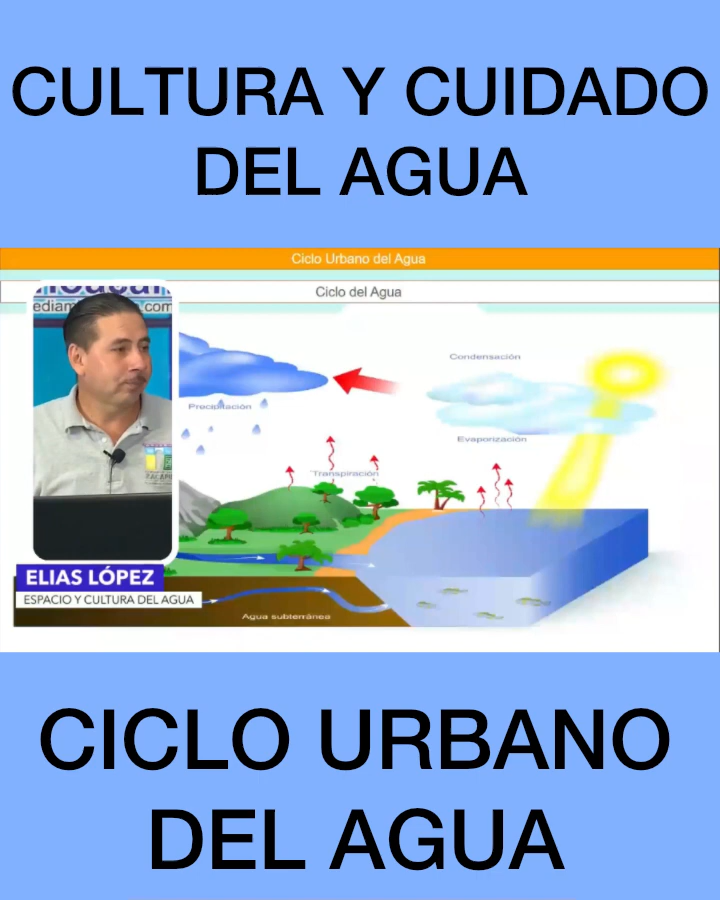 CULTURA Y CUIDADO
DEL AGUA
Ciclo Urbano del Agua
Ciclo del Agua
.com
Condensación
Precipitación
Evaporización
Transpiración
ELIAS LÓPEZ
ESPACIO Y CULTURA DEL AGUA
Agua subterránea
CICLO URBANO
DEL AGUA